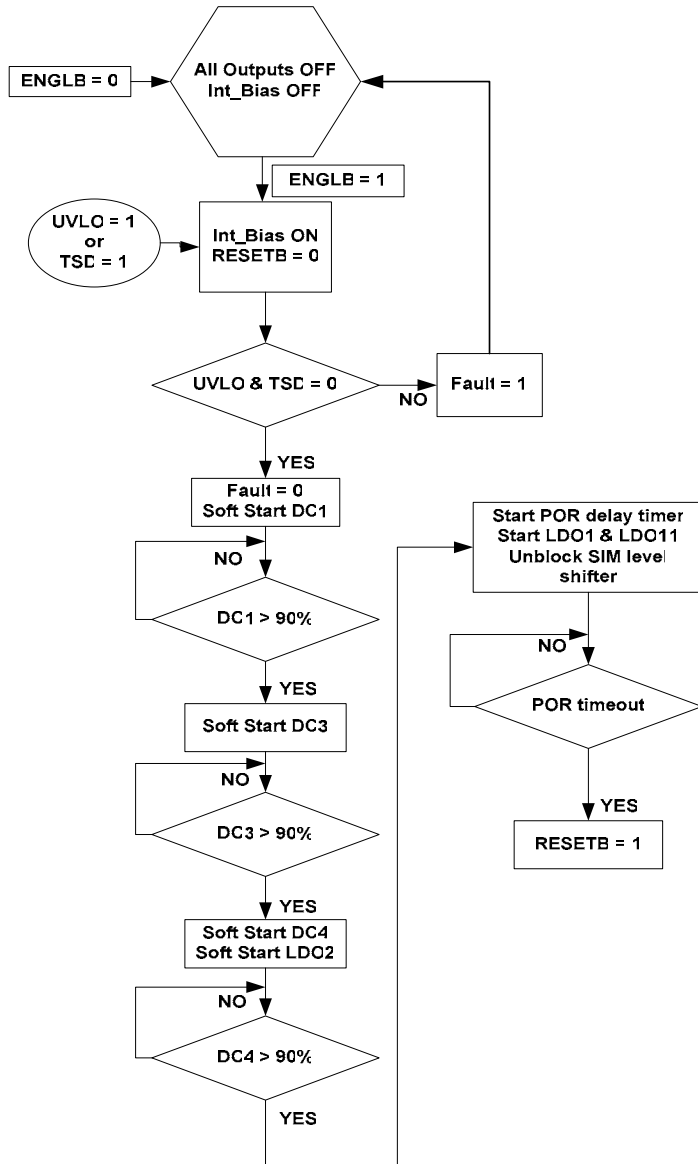 All Outputs OFF
Int_Bias OFF
ENGLB = 0
ENGLB = 1
UVLO = 1
or
TSD = 1
Int_Bias ON
RESETB = 0
UVLO & TSD = 0
NO
Fault = 1
YES
Fault = 0
Soft Start DC1
NO
DC1 > 90%
YES
Soft Start DC3
NO
DC3 > 90%
YES
Soft Start DC4
Soft Start LDO2
NO
DC4 > 90%
YES
Start POR delay timer
Start LDO1 & LDO11
Unblock SIM level
shifter
NO
POR timeout
YES
RESETB = 1